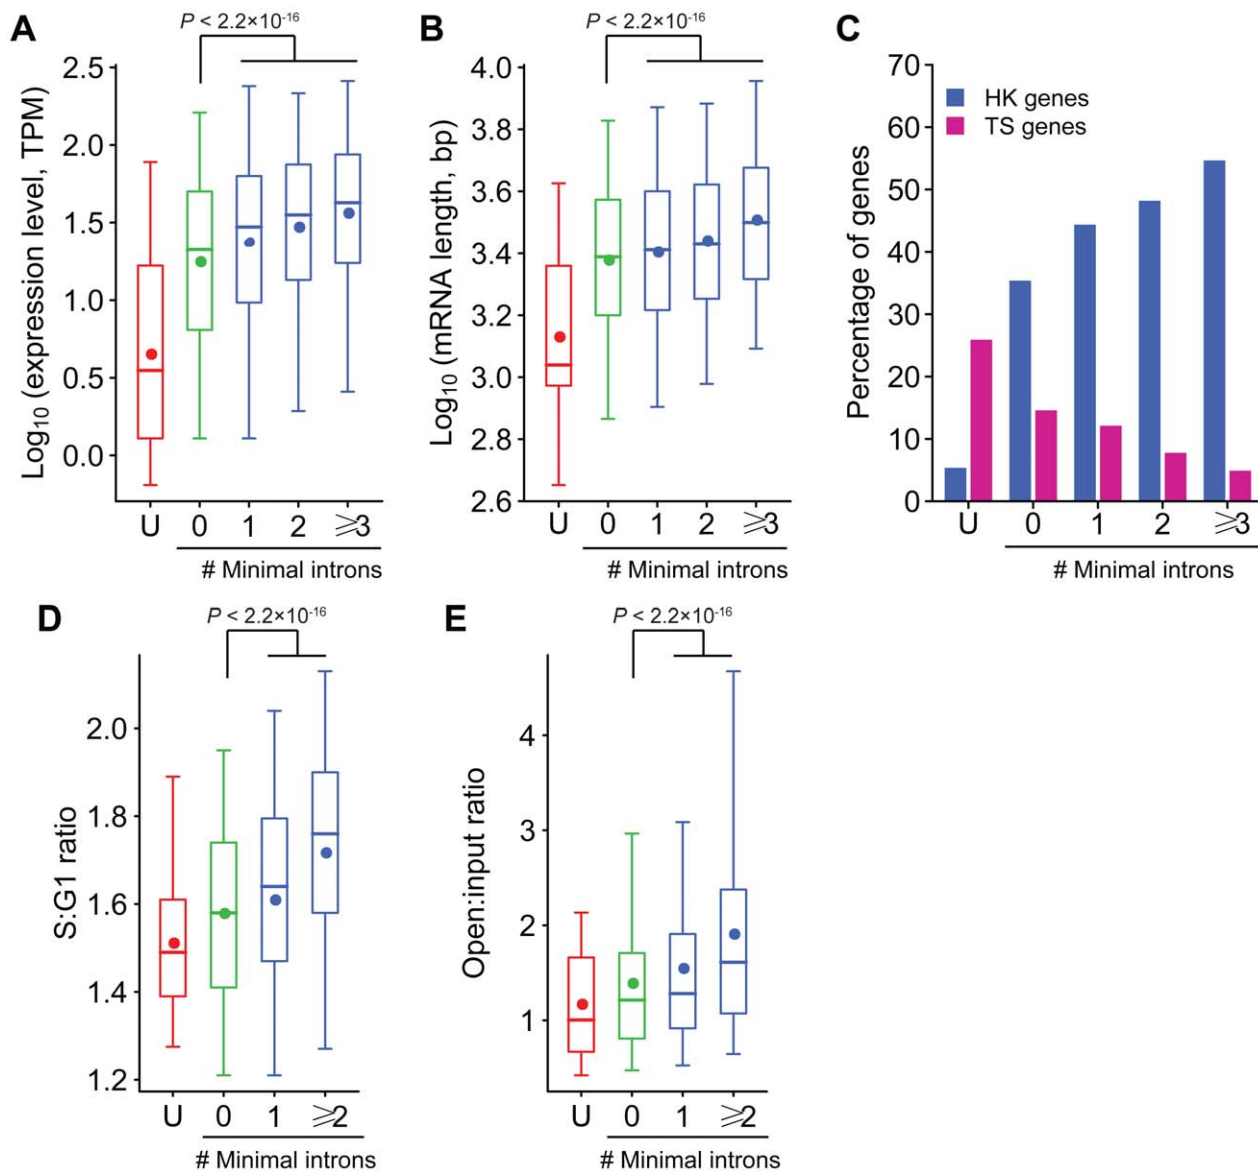 A
P < 2.2×10⁻¹⁶
Log₁₀ (expression level, TPM)
2.5
2.0
1.5
1.0
0.5
0.0
U 0 1 2 ⩾3
# Minimal introns
B
P < 2.2×10⁻¹⁶
Log₁₀ (mRNA length, bp)
4.0
3.8
3.6
3.4
3.2
3.0
2.8
2.6
U 0 1 2 ⩾3
# Minimal introns
C
Percentage of genes
70
60
50
40
30
20
10
0
HK genes
TS genes
U 0 1 2 ⩾3
# Minimal introns
D
P < 2.2×10⁻¹⁶
S:G1 ratio
2.0
1.8
1.6
1.4
1.2
U 0 1 ⩾2
# Minimal introns
E
P < 2.2×10⁻¹⁶
Open:input ratio
4
3
2
1
U 0 1 ⩾2
# Minimal introns